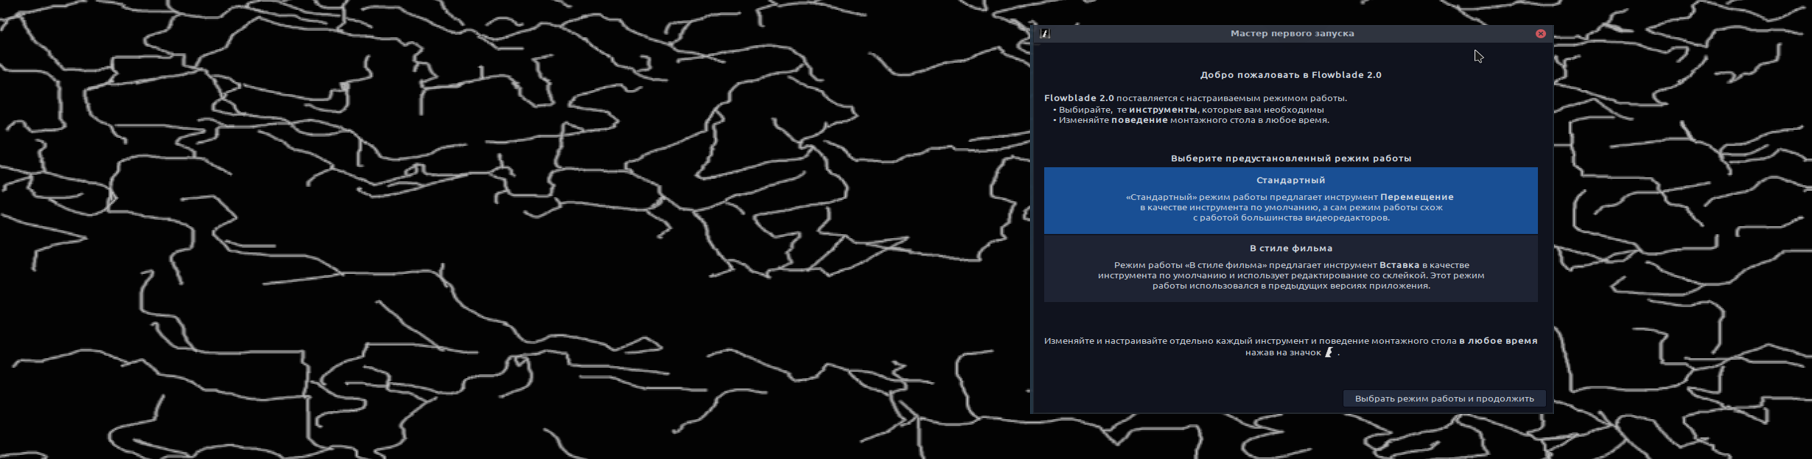 Мастер первого запуска
Добро пожаловать в Flowblade 2.0
Flowblade 2.0 поставляется с настраиваемым режимом работы.
• Выбирайте, те инструменты, которые вам необходимы
• Изменяйте поведение монтажного стола в любое время.
Выберите предустановленный режим работы
Стандартный
«Стандартный» режим работы предлагает инструмент Перемещение
в качестве инструмента по умолчанию, а сам режим работы схож
с работой большинства видеоредакторов.
В стиле фильма
Режим работы «В стиле фильма» предлагает инструмент Вставка в качестве
инструмента по умолчанию и использует редактирование со склейкой. Этот режим
работы использовался в предыдущих версиях приложения.
Изменяйте и настраивайте отдельно каждый инструмент и поведение монтажного стола в любое время
нажав на значок .
Выбрать режим работы и продолжить